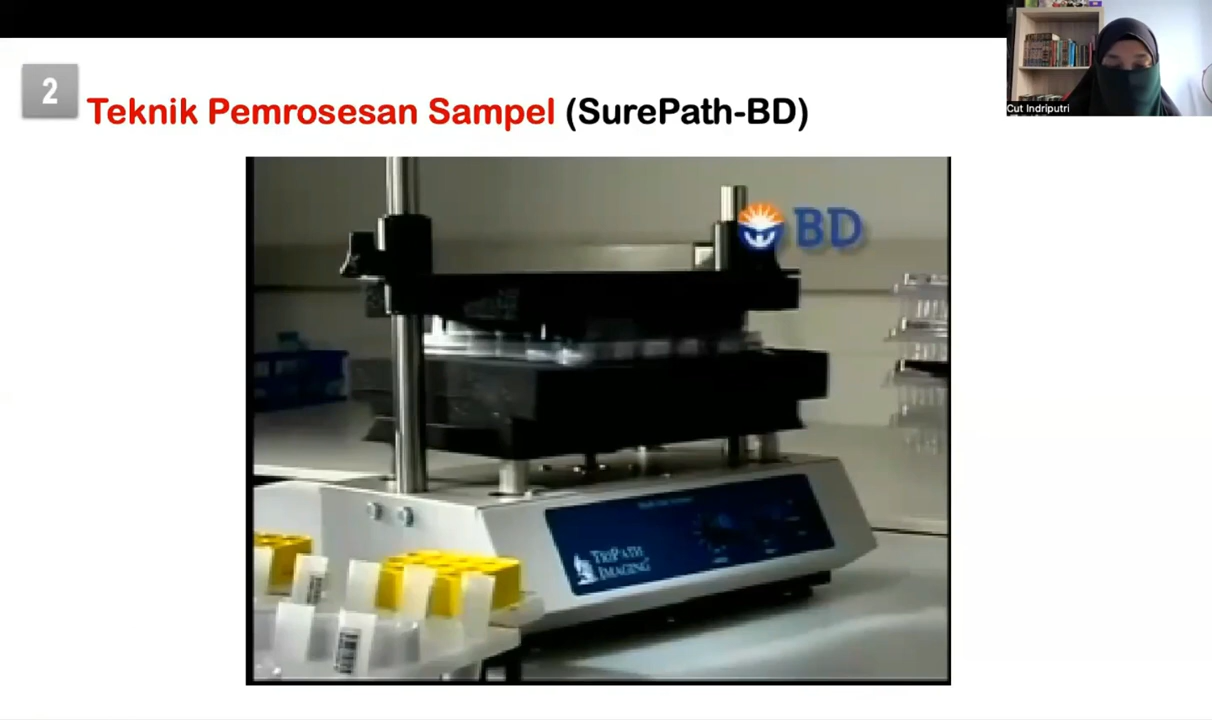 2
Teknik Pemrosesan Sampel (SurePath-BD)
Cut Indriputri
BD
TRIPATH
IMAGING